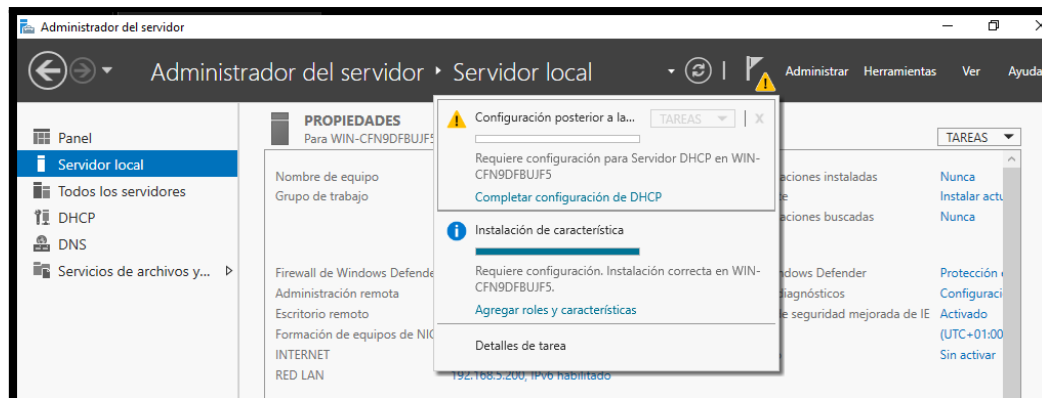 Administrador del servidor
Administrador del servidor ‣ Servidor local
Administrar Herramientas Ver Ayuda
Panel
Servidor local
Todos los servidores
DHCP
DNS
Servicios de archivos y...
PROPIEDADES
Para WIN-CFN9DFBUJF5
TAREAS
Nombre de equipo
Grupo de trabajo
Firewall de Windows Defende
Administración remota
Escritorio remoto
Formación de equipos de NIC
INTERNET
RED LAN
192.168.5.200, IPv6 habilitado
Configuración posterior a la...
TAREAS
X
Requiere configuración para Servidor DHCP en WIN-
CFN9DFBUJF5
Completar configuración de DHCP
Instalación de característica
Requiere configuración. Instalación correcta en WIN-
CFN9DFBUJF5.
Agregar roles y características
Detalles de tarea
aciones instaladas Nunca
Instalar actu
aciones buscadas Nunca
ndows Defender Protección
diagnósticos Configuraci
e seguridad mejorada de IE Activado
(UTC+01:00
Sin activar